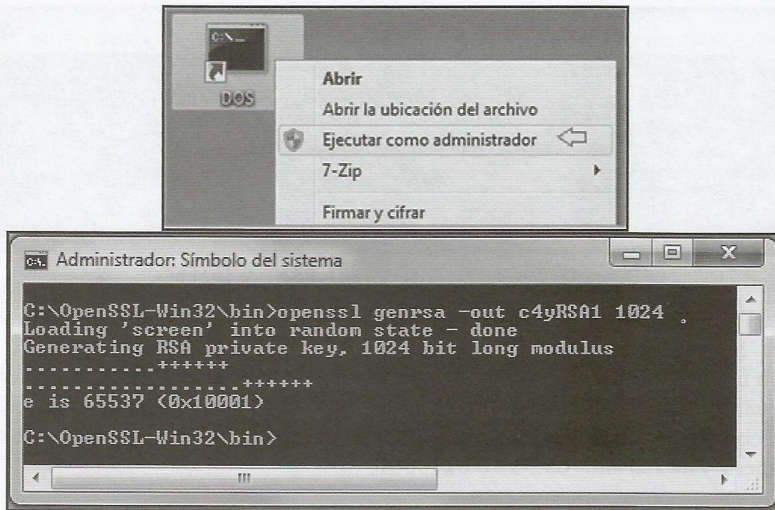 C:\_
DOS
Abrir
Abrir la ubicación del archivo
Ejecutar como administrador
7-Zip
Firmar y cifrar
C:\.
Administrador: Símbolo del sistema
C:\OpenSSL-Win32\bin>openssl genrsa -out c4yRSA1 1024
Loading 'screen' into random state - done
Generating RSA private key, 1024 bit long modulus
...........++++++
..................++++++
e is 65537 (0x10001)
C:\OpenSSL-Win32\bin>